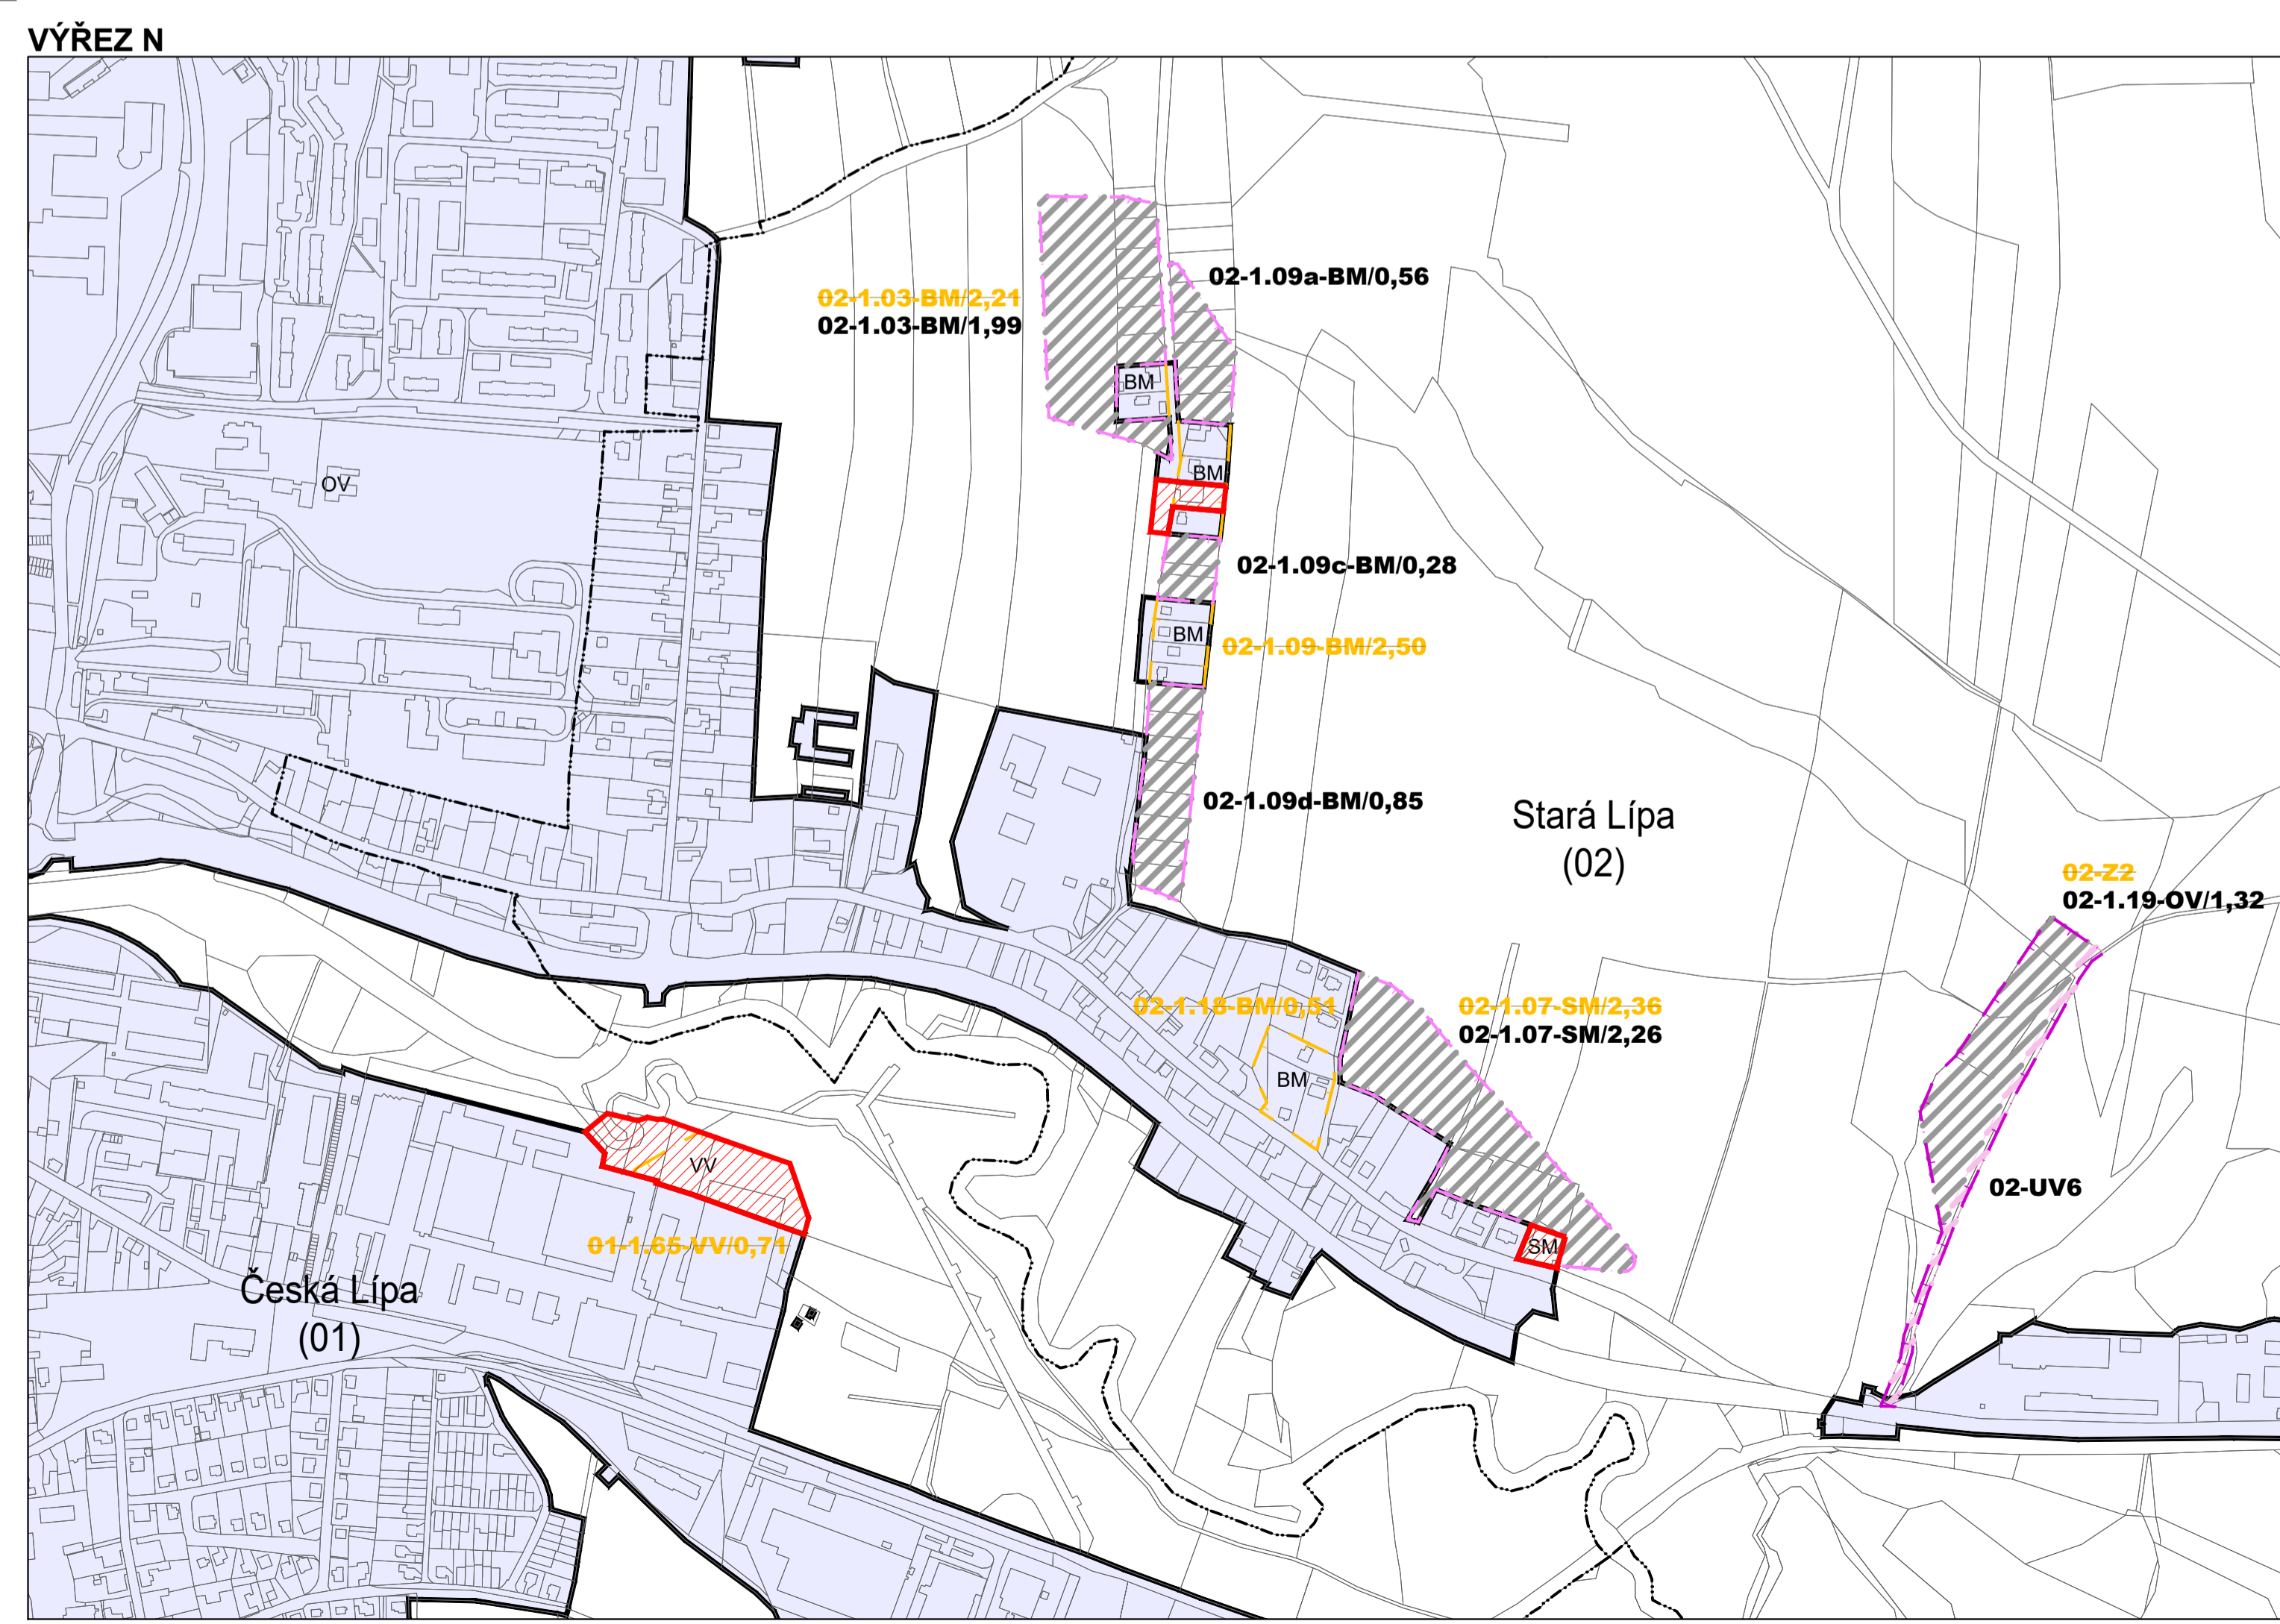 VÝŘEZ N
02-1.09a-BM/0,56
02-1.03-BM/2,21
02-1.03-BM/1,99
BM
BM
OV
02-1.09c-BM/0,28
BM
02-1.09-BM/2,50
02-1.09d-BM/0,85
Stará Lípa
(02)
02-Z2
02-1.19-OV/1,32
02-1.18-BM/0,51
02-1.07-SM/2,36
02-1.07-SM/2,26
BM
VV
02-UV6
01-1.65-VV/0,71
SM
Česká Lípa
(01)